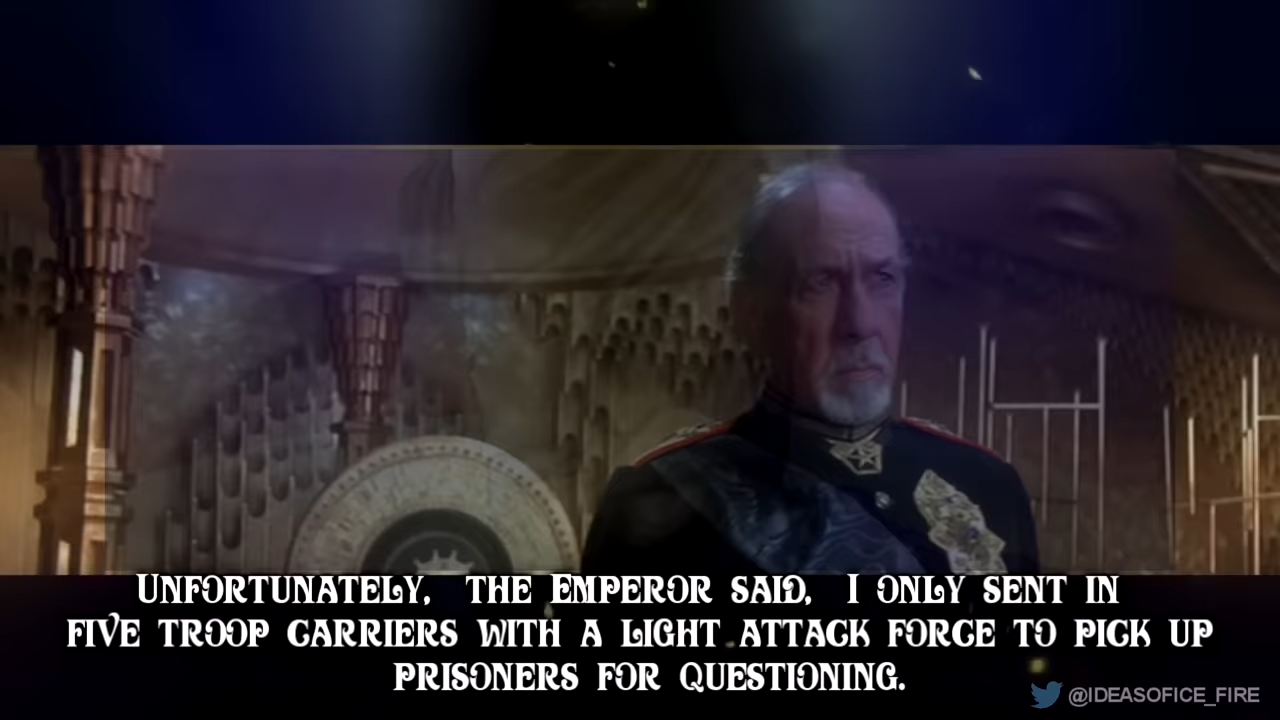 Unfortunately, the Emperor said, I only sent in
five troop carriers with a light attack force to pick up
prisoners for questioning.
@IDEASOFICE_FIRE